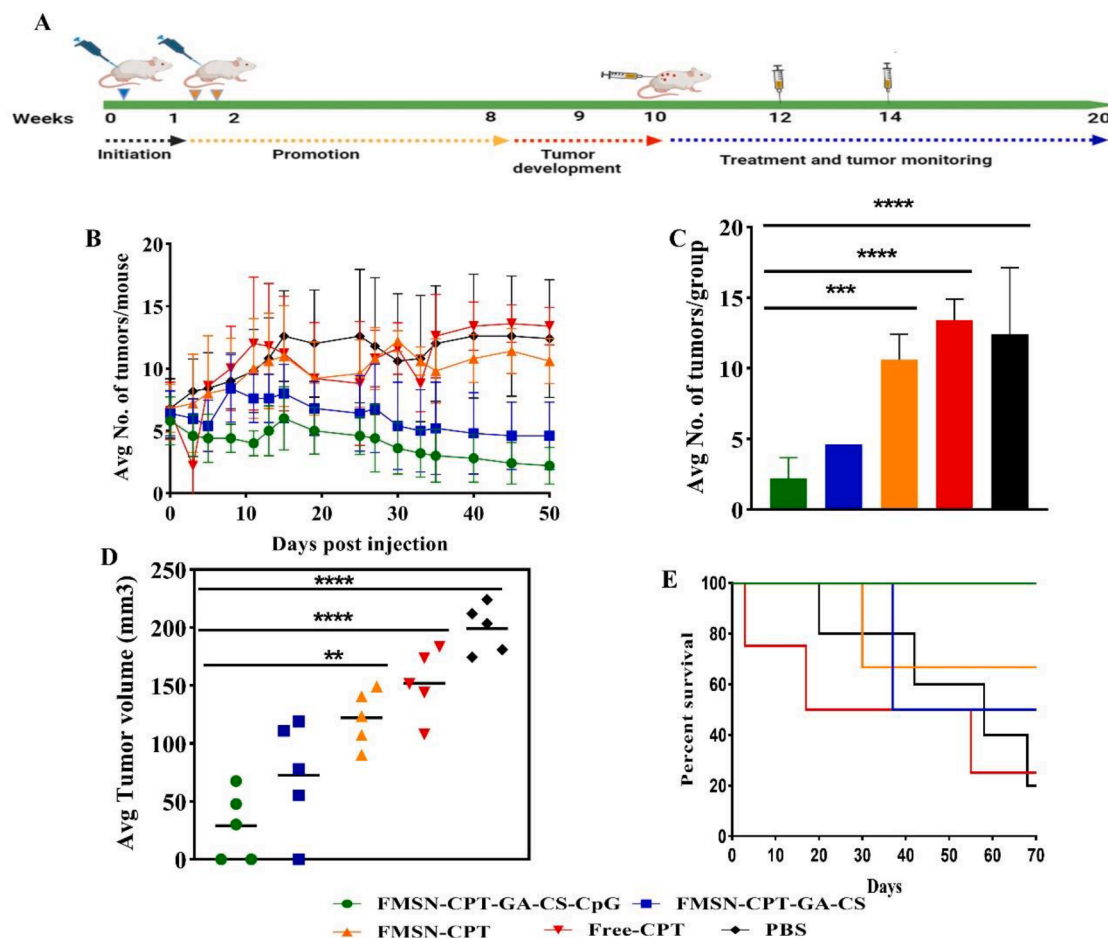 A
Weeks 0 1 2 8 9 10 12 14 20
Initiation Promotion Tumor development Treatment and tumor monitoring
B
Avg No. of tumors/mouse
20
15
10
5
0
0 10 20 30 40 50
Days post injection
C
Avg No. of tumors/group
20
15
10
5
0
****
****
***
D
Avg Tumor volume (mm3)
250
200
150
100
50
0
****
****
**
E
Percent survival
100
80
60
40
20
0
0 10 20 30 40 50 60 70
Days
FMSN-CPT-GA-CS-CpG FMSN-CPT-GA-CS
FMSN-CPT Free-CPT PBS